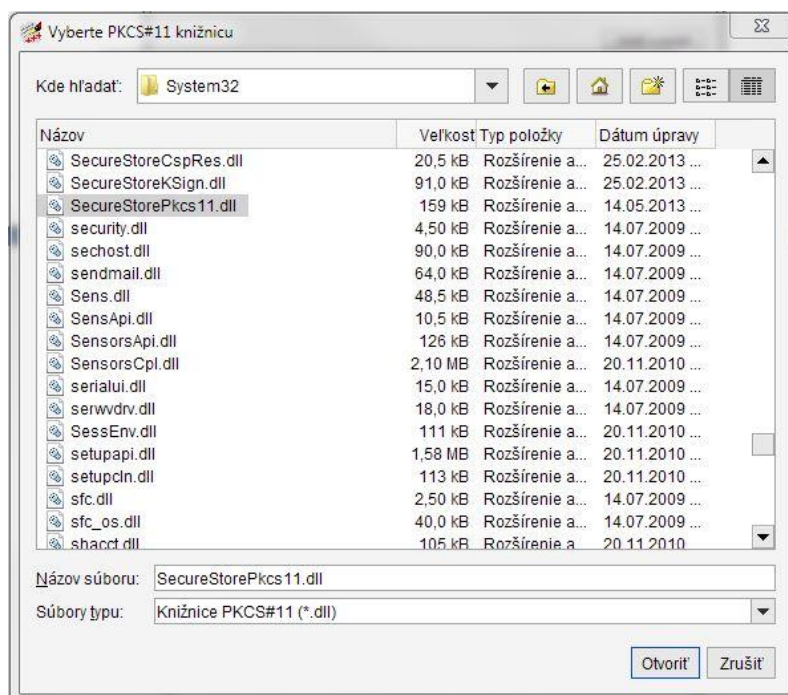 Vyberte PKCS#11 knižnicu
Kde hľadať: System32
Názov Veľkosť Typ položky Dátum úpravy
SecureStoreCspRes.dll 20,5 kB Rozšírenie a... 25.02.2013 ...
SecureStoreKSign.dll 91,0 kB Rozšírenie a... 25.02.2013 ...
SecureStorePkcs11.dll 159 kB Rozšírenie a... 14.05.2013 ...
security.dll 4,50 kB Rozšírenie a... 14.07.2009 ...
sechost.dll 90,0 kB Rozšírenie a... 14.07.2009 ...
sendmail.dll 64,0 kB Rozšírenie a... 14.07.2009 ...
Sens.dll 48,5 kB Rozšírenie a... 14.07.2009 ...
SensApi.dll 10,5 kB Rozšírenie a... 14.07.2009 ...
SensorsApi.dll 126 kB Rozšírenie a... 14.07.2009 ...
SensorsCpl.dll 2,10 MB Rozšírenie a... 20.11.2010 ...
serialui.dll 15,0 kB Rozšírenie a... 14.07.2009 ...
serwvdrv.dll 18,0 kB Rozšírenie a... 14.07.2009 ...
SessEnv.dll 111 kB Rozšírenie a... 20.11.2010 ...
setupapi.dll 1,58 MB Rozšírenie a... 20.11.2010 ...
setupcln.dll 113 kB Rozšírenie a... 20.11.2010 ...
sfc.dll 2,50 kB Rozšírenie a... 14.07.2009 ...
sfc_os.dll 40,0 kB Rozšírenie a... 14.07.2009 ...
shacct.dll 105 kB Rozšírenie a... 20.11.2010 ...
Názov súboru: SecureStorePkcs11.dll
Súbory typu: Knižnice PKCS#11 (*.dll)
Otvoriť Zrušiť